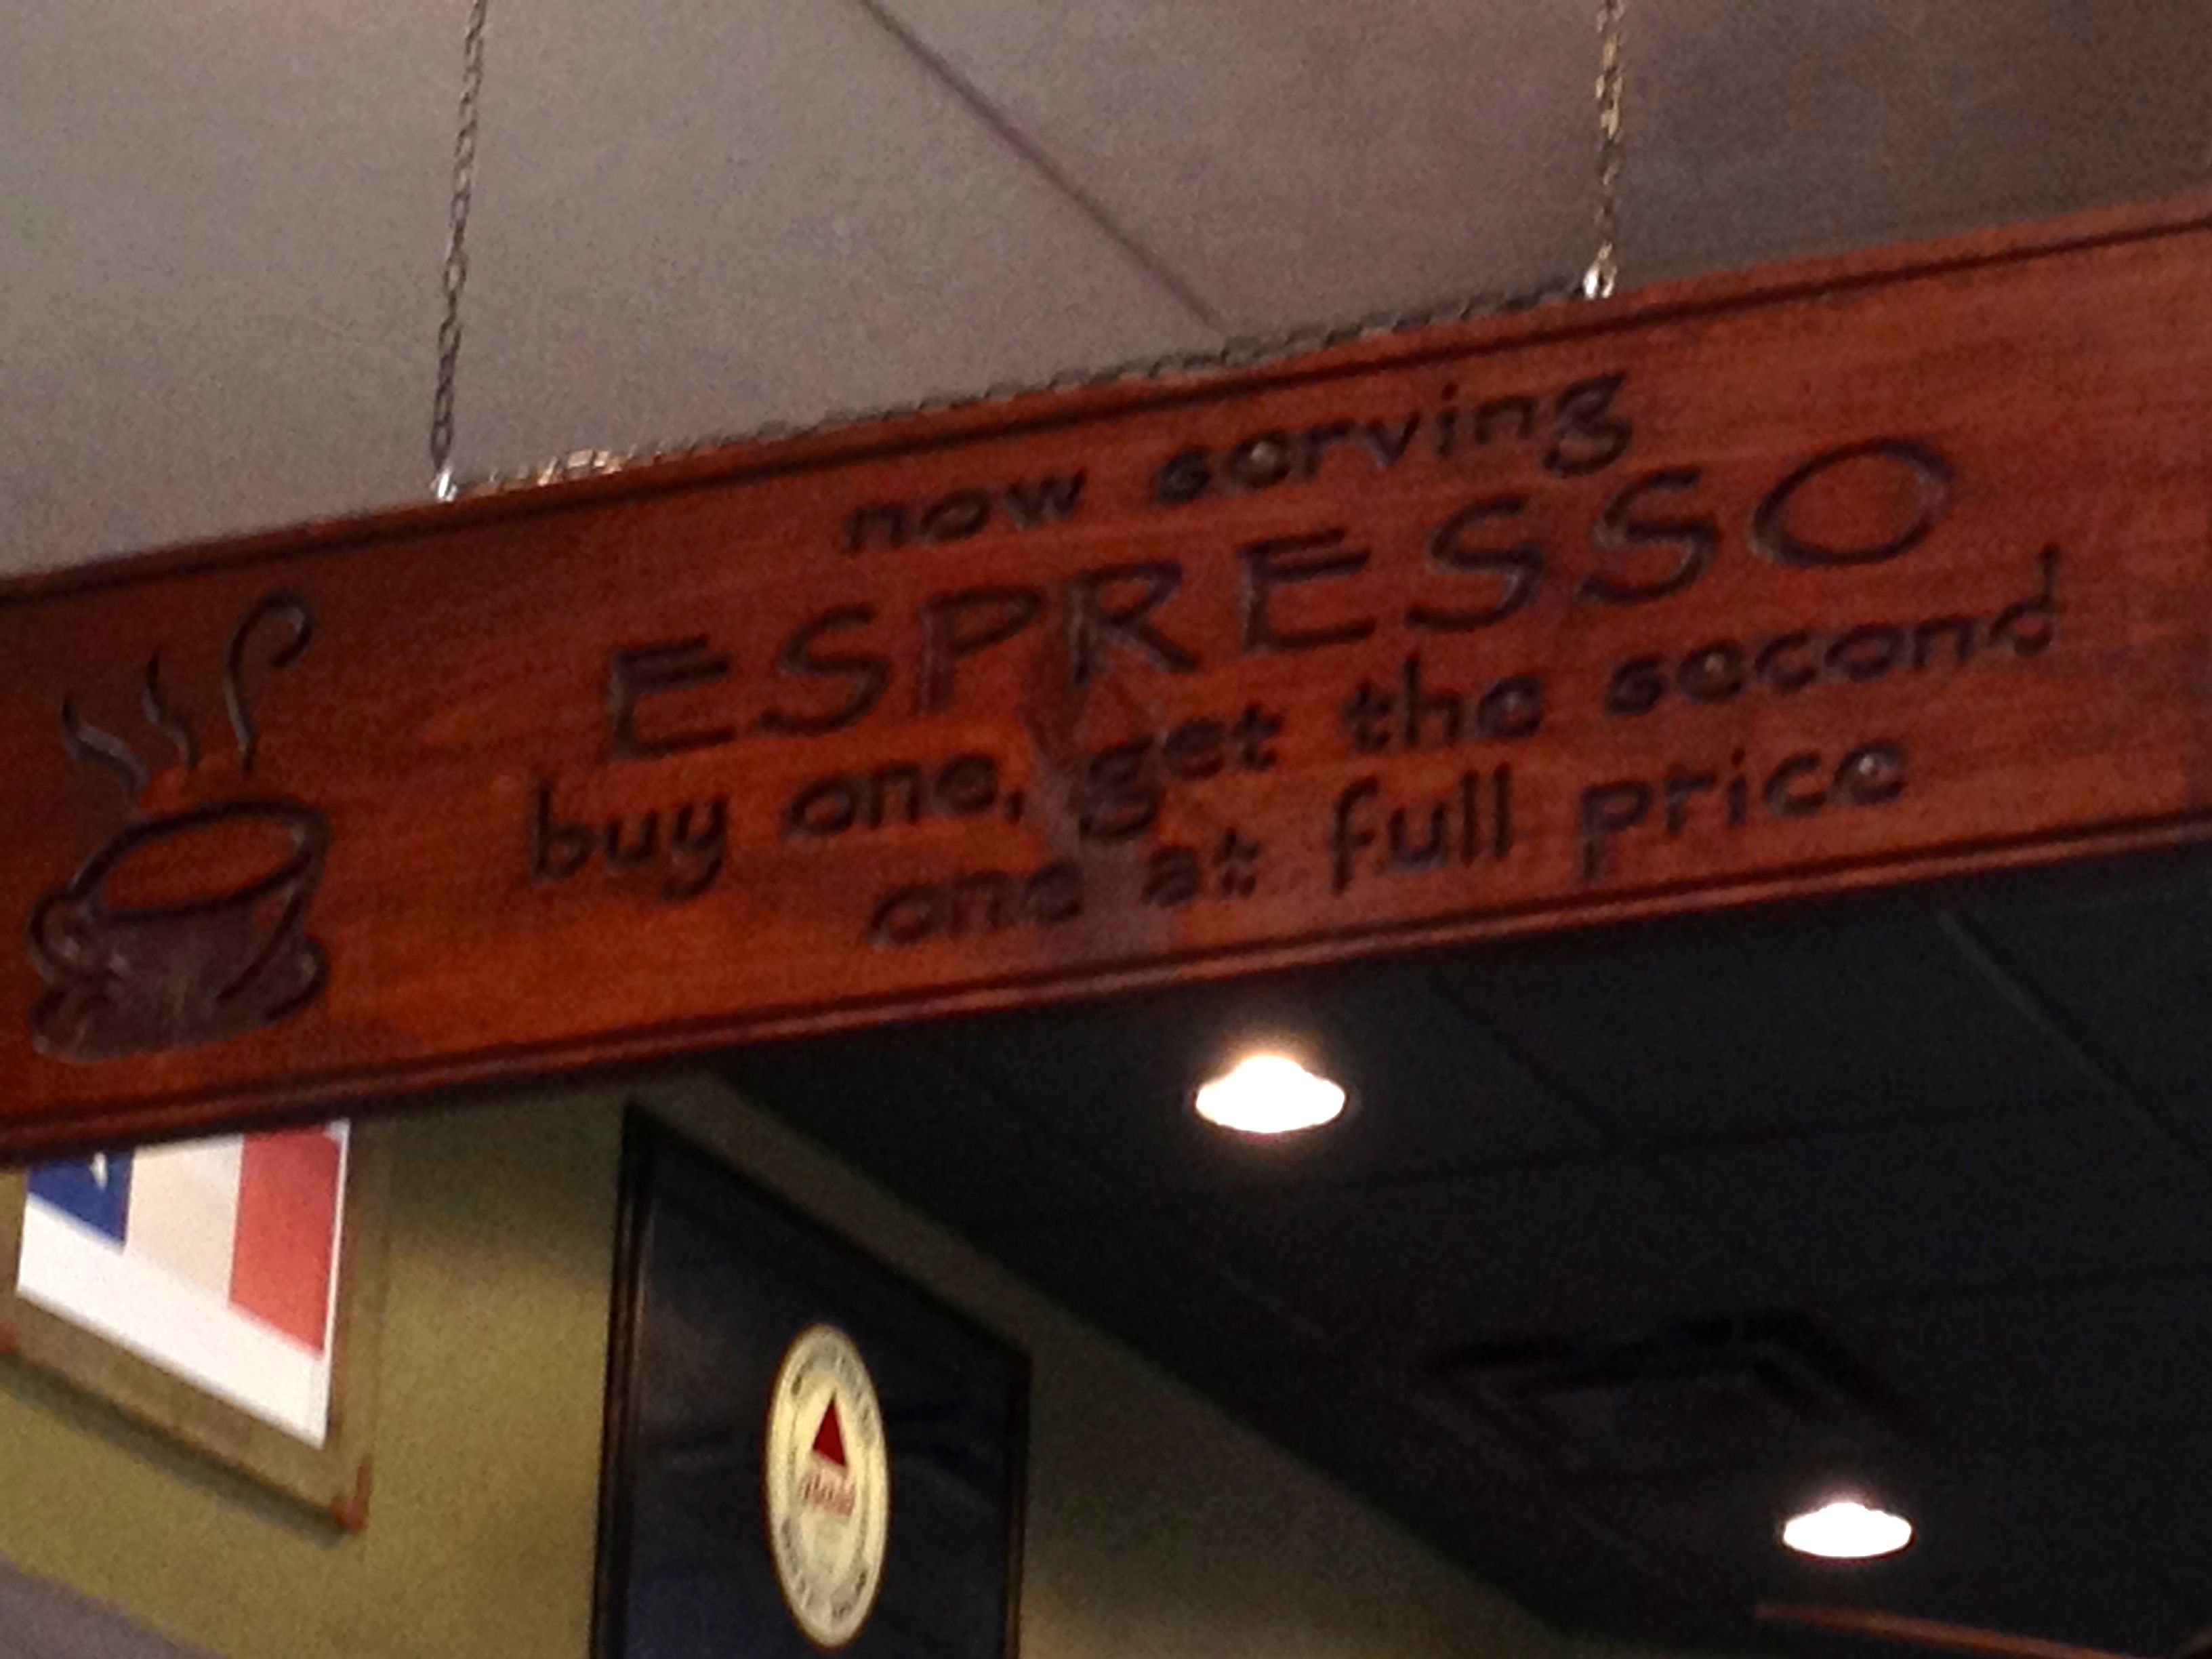 now serving
ESPRESSO
buy one, get the second
one at full price